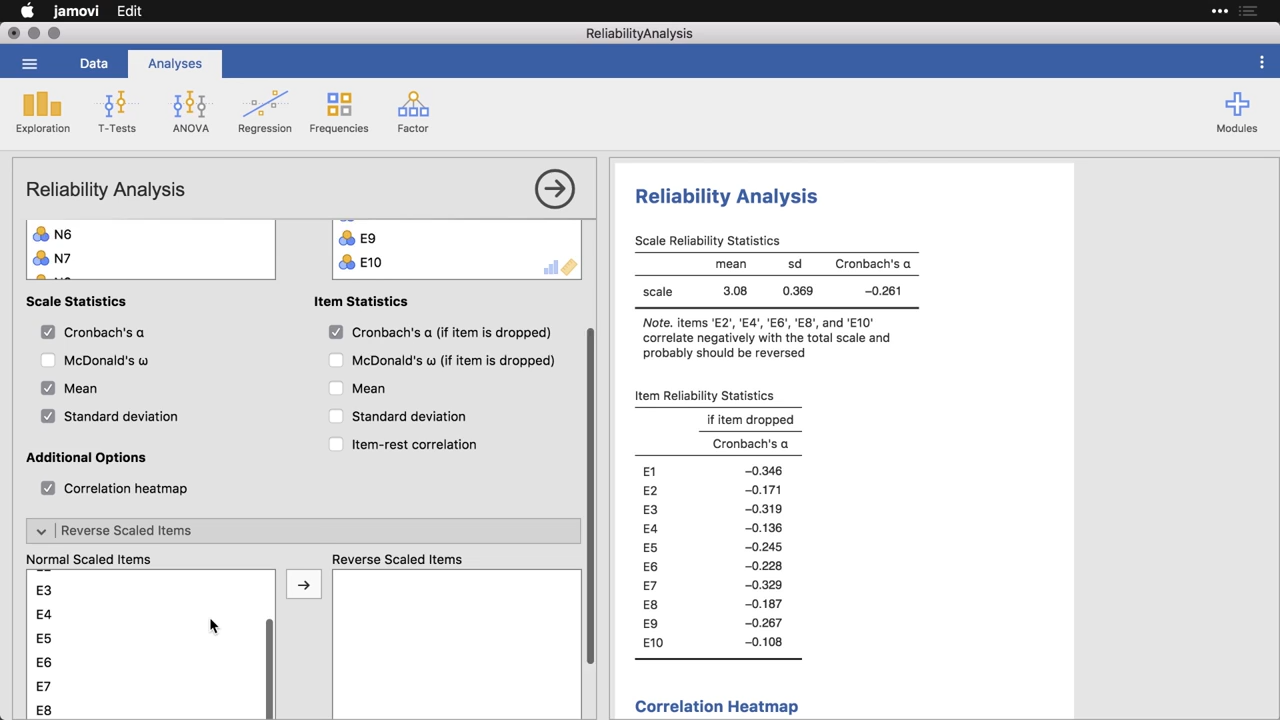 jamovi Edit
ReliabilityAnalysis
Data Analyses
Exploration T-Tests ANOVA Regression Frequencies Factor Modules
Reliability Analysis
N6
N7
E9
E10
Scale Statistics
Cronbach's α
McDonald's ω
Mean
Standard deviation
Item Statistics
Cronbach's α (if item is dropped)
McDonald's ω (if item is dropped)
Mean
Standard deviation
Item-rest correlation
Additional Options
Correlation heatmap
Reverse Scaled Items
Normal Scaled Items
E3
E4
E5
E6
E7
E8
Reverse Scaled Items
Reliability Analysis
Scale Reliability Statistics
mean sd Cronbach's α
scale 3.08 0.369 -0.261
Note. items 'E2', 'E4', 'E6', 'E8', and 'E10'
correlate negatively with the total scale and
probably should be reversed
Item Reliability Statistics
if item dropped
Cronbach's α
E1 -0.346
E2 -0.171
E3 -0.319
E4 -0.136
E5 -0.245
E6 -0.228
E7 -0.329
E8 -0.187
E9 -0.267
E10 -0.108
Correlation Heatmap